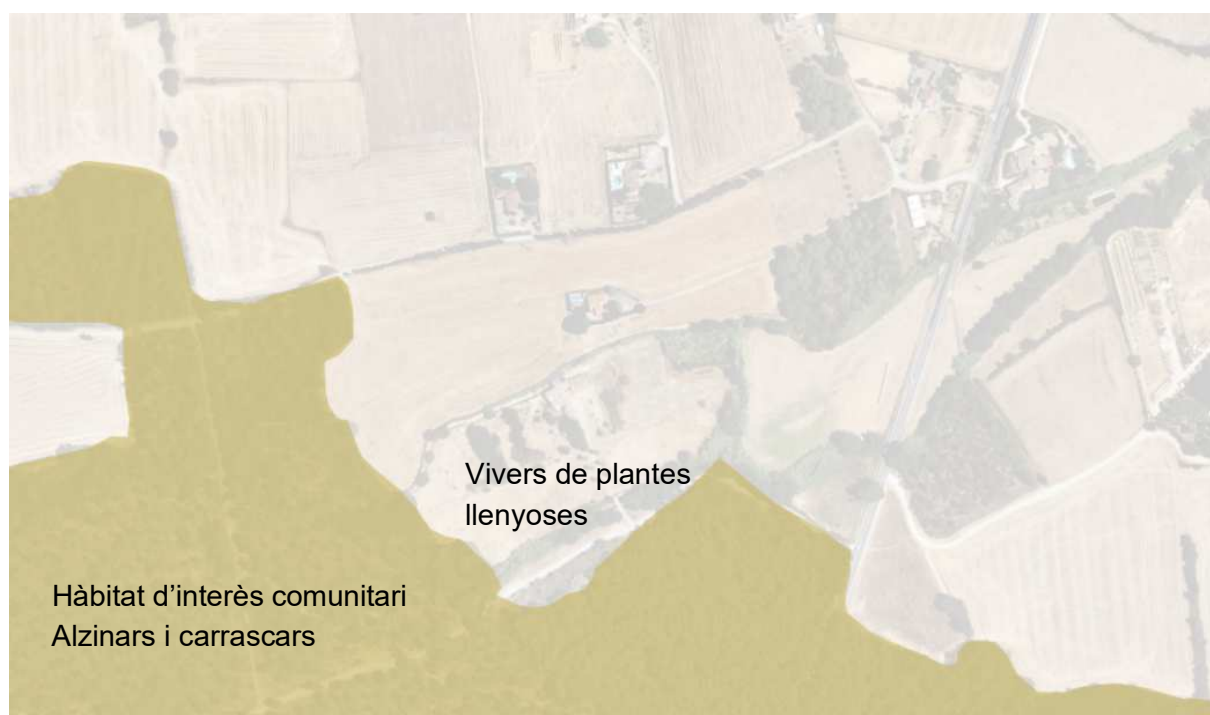 Vivers de plantes
llenyoses
Hàbitat d’interès comunitari
Alzinars i carrascars